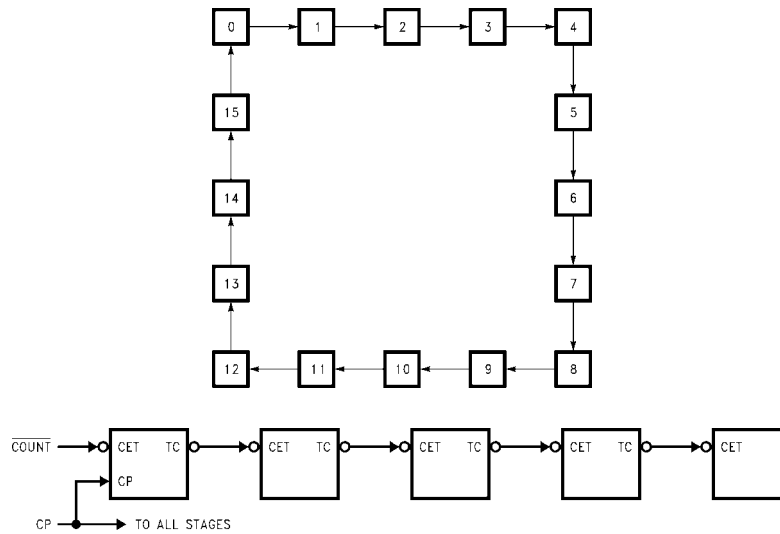 0 1 2 3 4
15 5
14 6
13 7
12 11 10 9 8
C̅O̅U̅N̅T̅ CET TC CET TC CET TC CET TC CET
CP
CP TO ALL STAGES